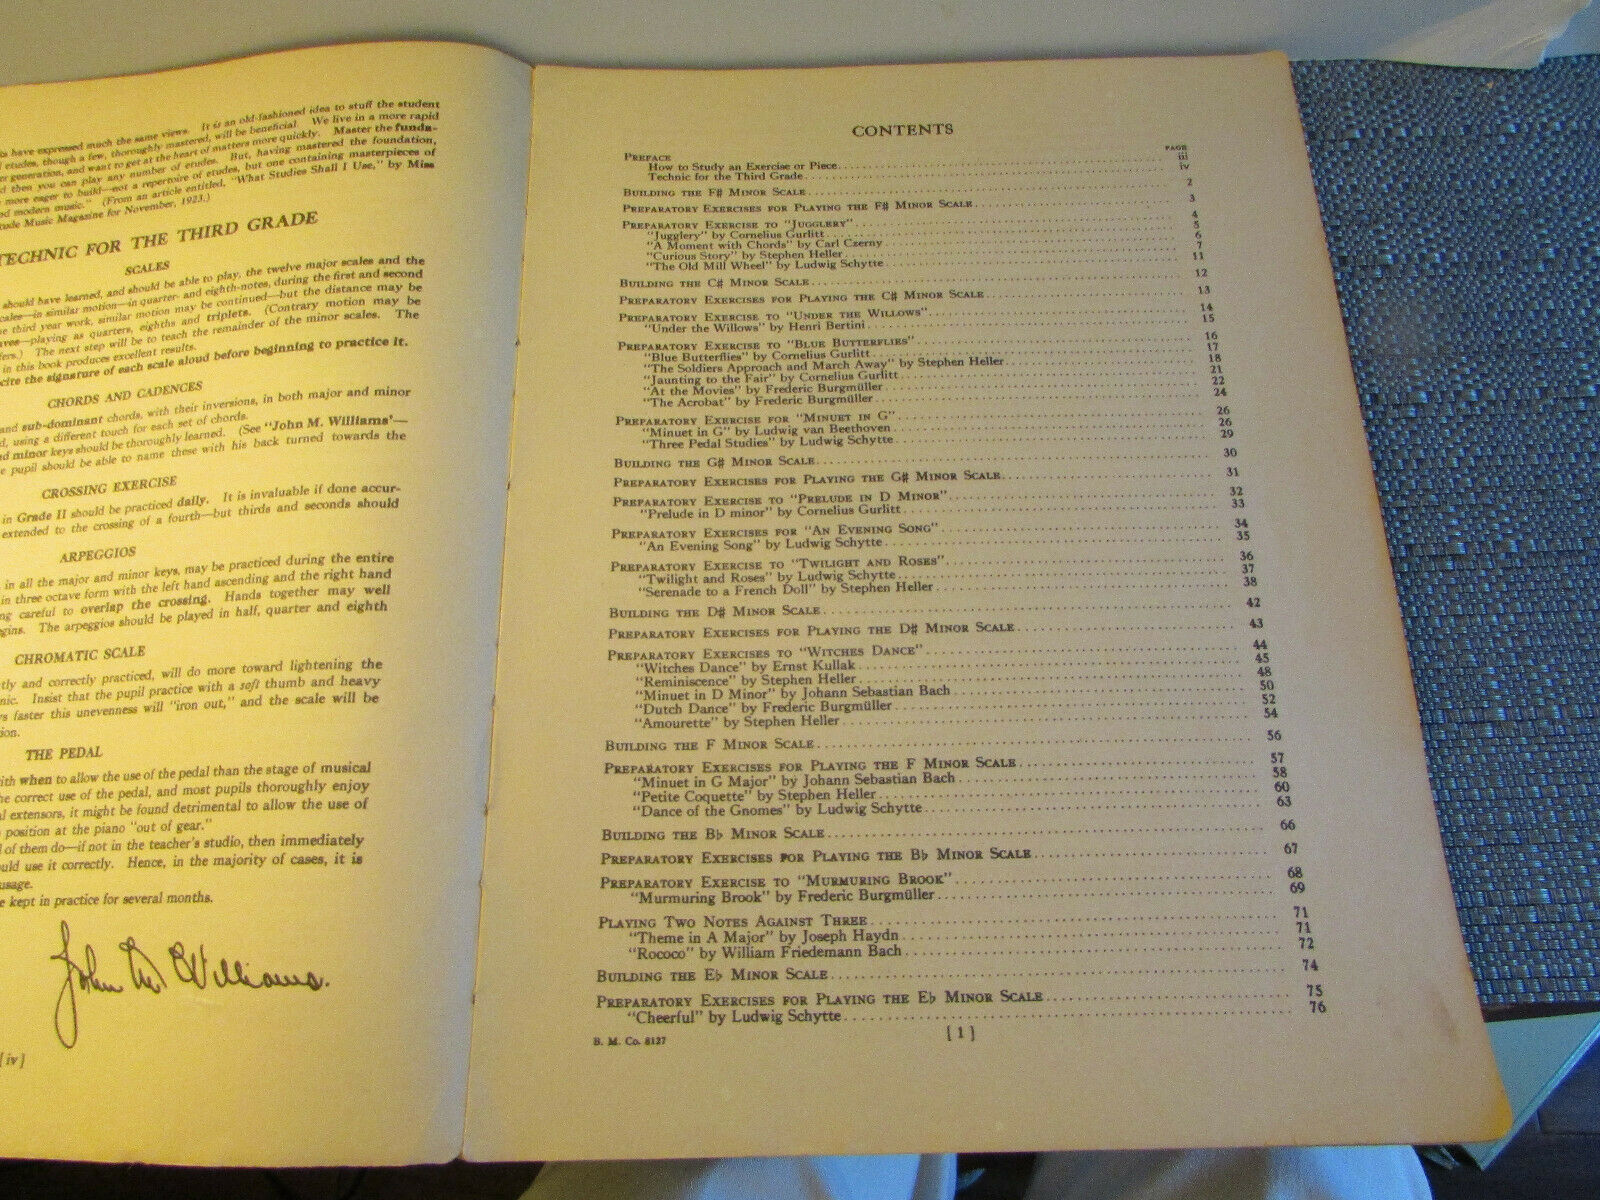 s have expressed much the same views. It is an old-fashioned idea to stuff the student
etudes, though a few, thoroughly mastered, will be beneficial. We live in a more rapid
generation, and want to get at the heart of matters more quickly. Master the funda-
d then you can play any number of etudes. But, having mastered the foundation,
more eager to build—not a repertoire of etudes, but one containing masterpieces of
d modern music." (From an article entitled, "What Studies Shall I Use," by Miss
Music Magazine for November, 1923.)
TECHNIC FOR THE THIRD GRADE
SCALES
should have learned, and should be able to play, the twelve major scales and the
cales—in similar motion—in quarter- and eighth-notes, during the first and second
e third year work, similar motion may be continued—but the distance may be
ves—playing as quarters, eighths and triplets. (Contrary motion may be
fers.) The next step will be to teach the remainder of the minor scales. The
in this book produces excellent results.
cite the signature of each scale aloud before beginning to practice it.
CHORDS AND CADENCES
and sub-dominant chords, with their inversions, in both major and minor
d, using a different touch for each set of chords.
nd minor keys should be thoroughly learned. (See "John M. Williams'—
e pupil should be able to name these with his back turned towards the
CROSSING EXERCISE
in Grade II should be practiced daily. It is invaluable if done accur-
extended to the crossing of a fourth—but thirds and seconds should
ARPEGGIOS
in all the major and minor keys, may be practiced during the entire
in three octave form with the left hand ascending and the right hand
ng careful to overlap the crossing. Hands together may well
gins. The arpeggios should be played in half, quarter and eighth
CHROMATIC SCALE
tly and correctly practiced, will do more toward lightening the
nic. Insist that the pupil practice with a soft thumb and heavy
rs faster this unevenness will "iron out," and the scale will be
ion.
THE PEDAL
ith when to allow the use of the pedal than the stage of musical
he correct use of the pedal, and most pupils thoroughly enjoy
al extensors, it might be found detrimental to allow the use of
position at the piano "out of gear."
l of them do—if not in the teacher's studio, then immediately
ould use it correctly. Hence, in the majority of cases, it is
usage.
e kept in practice for several months.
John M. Williams.
[iv]
CONTENTS
PAGE
PREFACE iii
How to Study an Exercise or Piece iv
Technic for the Third Grade
BUILDING THE F# MINOR SCALE 2
PREPARATORY EXERCISES FOR PLAYING THE F# MINOR SCALE 3
PREPARATORY EXERCISE TO "JUGGLERY" 4
"Jugglery" by Cornelius Gurlitt 5
"A Moment with Chords" by Carl Czerny 6
"Curious Story" by Stephen Heller 7
"The Old Mill Wheel" by Ludwig Schytte 11
BUILDING THE C# MINOR SCALE 12
PREPARATORY EXERCISES FOR PLAYING THE C# MINOR SCALE 13
PREPARATORY EXERCISE TO "UNDER THE WILLOWS" 14
"Under the Willows" by Henri Bertini 15
PREPARATORY EXERCISE TO "BLUE BUTTERFLIES" 16
"Blue Butterflies" by Cornelius Gurlitt 17
"The Soldiers Approach and March Away" by Stephen Heller 18
"Jaunting to the Fair" by Cornelius Gurlitt 21
"At the Movies" by Frederic Burgmüller 22
"The Acrobat" by Frederic Burgmüller 24
PREPARATORY EXERCISE FOR "MINUET IN G" 26
"Minuet in G" by Ludwig van Beethoven 26
"Three Pedal Studies" by Ludwig Schytte 29
BUILDING THE G# MINOR SCALE 30
PREPARATORY EXERCISES FOR PLAYING THE G# MINOR SCALE 31
PREPARATORY EXERCISE TO "PRELUDE IN D MINOR" 32
"Prelude in D minor" by Cornelius Gurlitt 33
PREPARATORY EXERCISES FOR "AN EVENING SONG" 34
"An Evening Song" by Ludwig Schytte 35
PREPARATORY EXERCISE TO "TWILIGHT AND ROSES" 36
"Twilight and Roses" by Ludwig Schytte 37
"Serenade to a French Doll" by Stephen Heller 38
BUILDING THE D# MINOR SCALE 42
PREPARATORY EXERCISES FOR PLAYING THE D# MINOR SCALE 43
PREPARATORY EXERCISES TO "WITCHES DANCE" 44
"Witches Dance" by Ernst Kullak 45
"Reminiscence" by Stephen Heller 48
"Minuet in D Minor" by Johann Sebastian Bach 50
"Dutch Dance" by Frederic Burgmüller 52
"Amourette" by Stephen Heller 54
BUILDING THE F MINOR SCALE 56
PREPARATORY EXERCISES FOR PLAYING THE F MINOR SCALE 57
"Minuet in G Major" by Johann Sebastian Bach 58
"Petite Coquette" by Stephen Heller 60
"Dance of the Gnomes" by Ludwig Schytte 63
BUILDING THE B♭ MINOR SCALE 66
PREPARATORY EXERCISES FOR PLAYING THE B♭ MINOR SCALE 67
PREPARATORY EXERCISE TO "MURMURING BROOK" 68
"Murmuring Brook" by Frederic Burgmüller 69
PLAYING TWO NOTES AGAINST THREE 71
"Theme in A Major" by Joseph Haydn 71
"Rococo" by William Friedemann Bach 72
BUILDING THE E♭ MINOR SCALE 74
PREPARATORY EXERCISES FOR PLAYING THE E♭ MINOR SCALE 75
"Cheerful" by Ludwig Schytte 76
B. M. Co. 8127
[1]